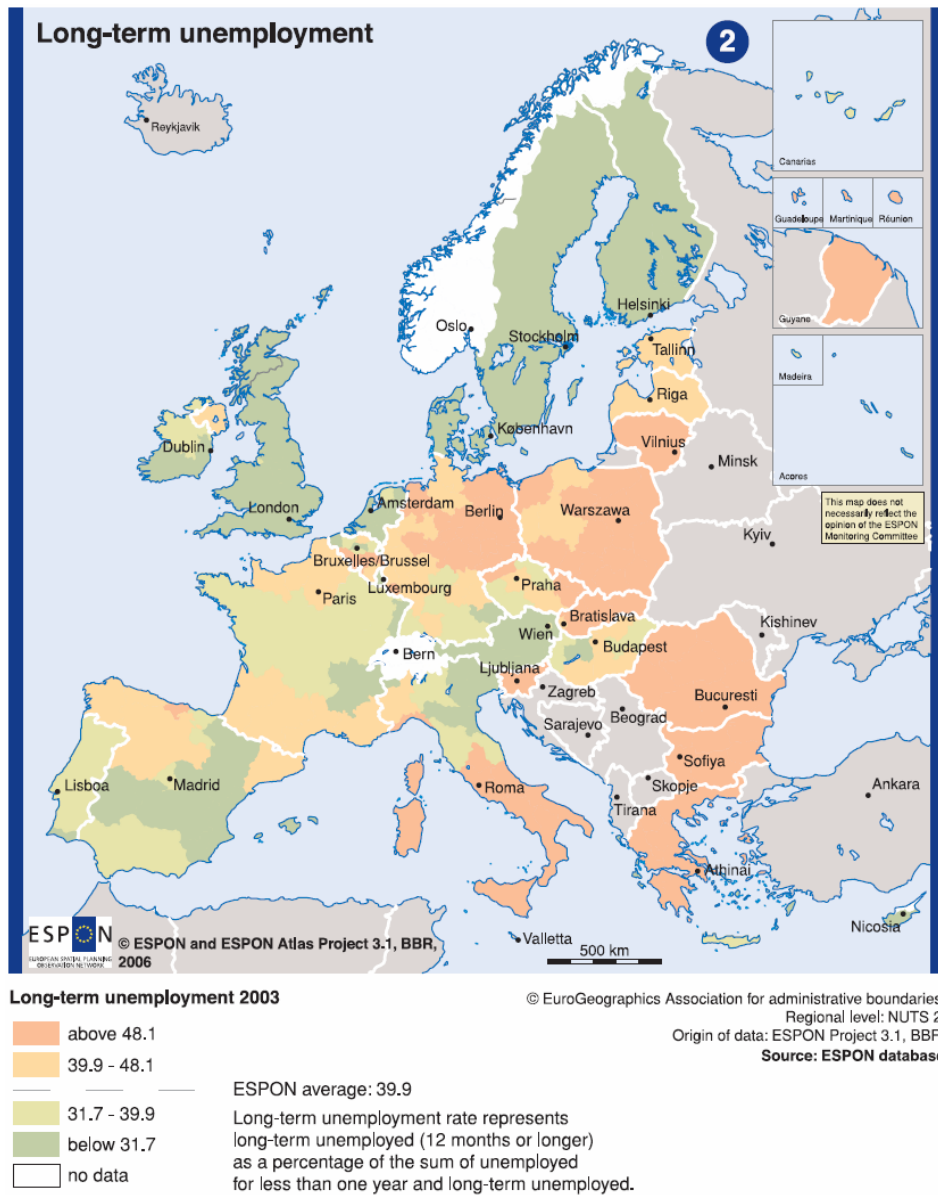 Long-term unemployment
2
Reykjavik
Canarias
Guadeloupe
Martinique
Réunion
Guyane
Madeira
Acores
This map does not
necessarily reflect the
opinion of the ESPON
Monitoring Committee
Oslo
Helsinki
Stockholm
Tallinn
Riga
København
Vilnius
Minsk
Dublin
London
Amsterdam
Berlin
Warszawa
Kyiv
Bruxelles/Brussel
Luxembourg
Praha
Paris
Bratislava
Kishinev
Wien
Budapest
Bern
Ljubljana
Zagreb
Bucuresti
Beograd
Sarajevo
Sofiya
Lisboa
Madrid
Roma
Skopje
Tirana
Ankara
Athinai
Nicosia
Valletta
500 km
ESPON
EUROPEAN SPATIAL PLANNING
OBSERVATION NETWORK
© ESPON and ESPON Atlas Project 3.1, BBR,
2006
Long-term unemployment 2003
above 48.1
39.9 - 48.1
ESPON average: 39.9
31.7 - 39.9
below 31.7
no data
Long-term unemployment rate represents
long-term unemployed (12 months or longer)
as a percentage of the sum of unemployed
for less than one year and long-term unemployed.
© EuroGeographics Association for administrative boundaries
Regional level: NUTS 2
Origin of data: ESPON Project 3.1, BBR
Source: ESPON database